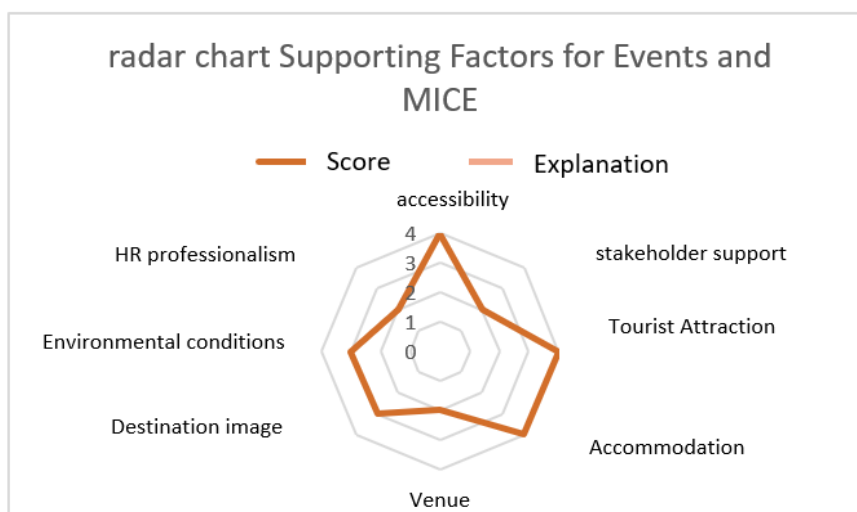 radar chart Supporting Factors for Events and
MICE
Score Explanation
accessibility
4
HR professionalism
stakeholder support
3
2
Tourist Attraction
Environmental conditions
1
0
Destination image
Accommodation
Venue